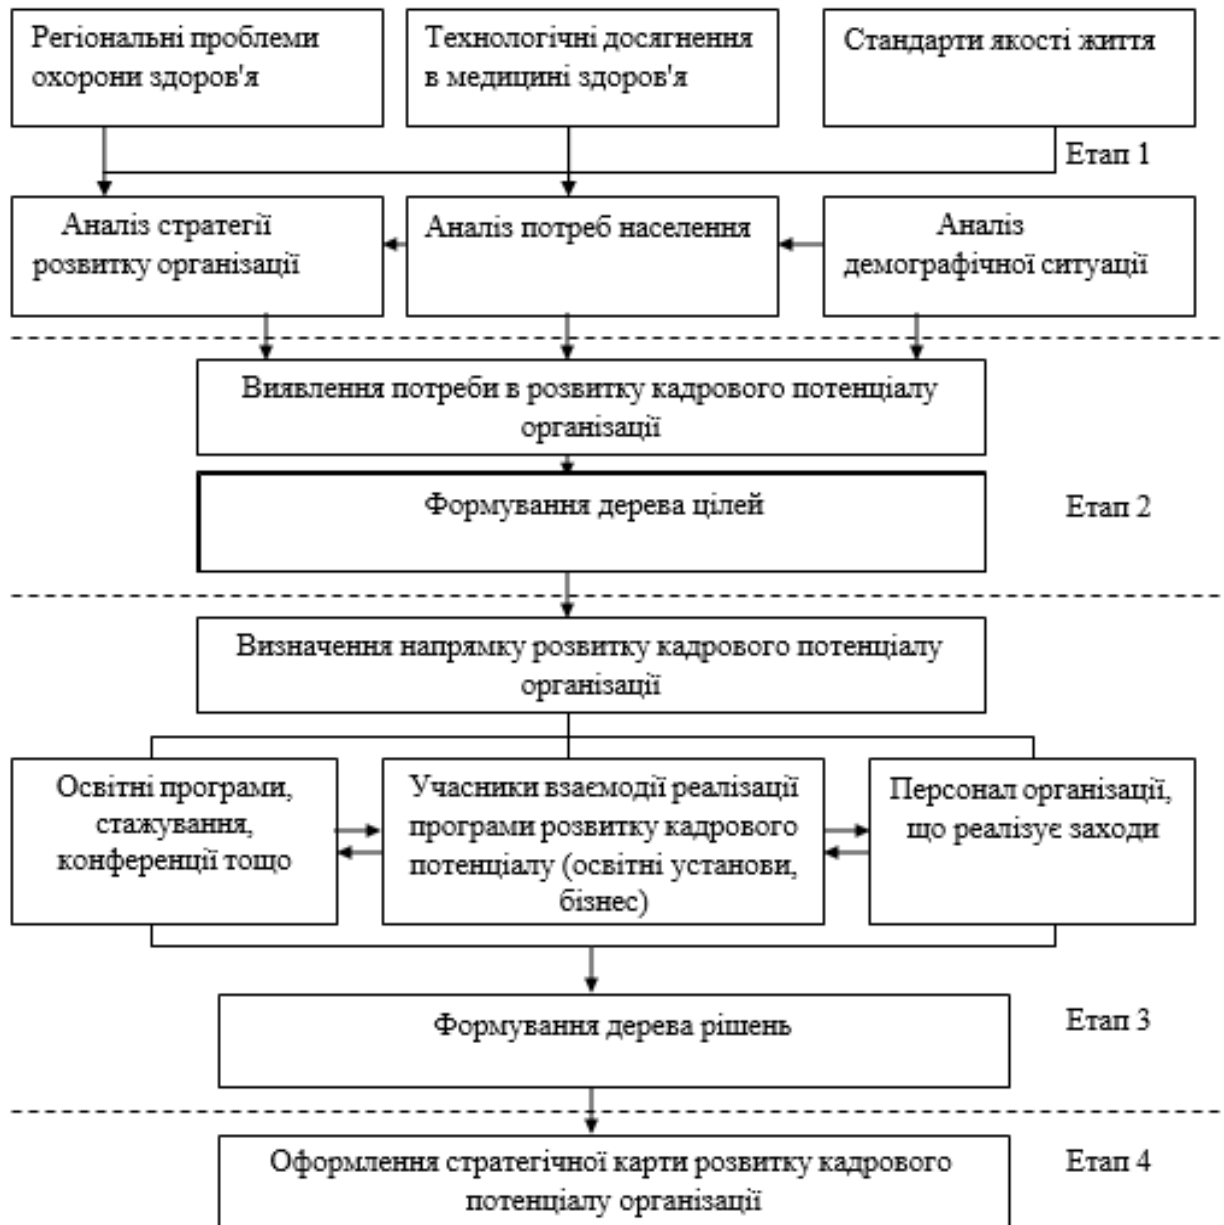 Регіональні проблеми
охорони здоров'я
Технологічні досягнення
в медицині здоров'я
Стандарти якості життя
Етап 1
Аналіз стратегії
розвитку організації
Аналіз потреб населення
Аналіз
демографічної ситуації
Виявлення потреби в розвитку кадрового потенціалу
організації
Формування дерева цілей
Етап 2
Визначення напрямку розвитку кадрового потенціалу
організації
Освітні програми,
стажування,
конференції тощо
Учасники взаємодії реалізації
програми розвитку кадрового
потенціалу (освітні установи,
бізнес)
Персонал організації,
що реалізує заходи
Формування дерева рішень
Етап 3
Оформлення стратегічної карти розвитку кадрового
потенціалу організації
Етап 4